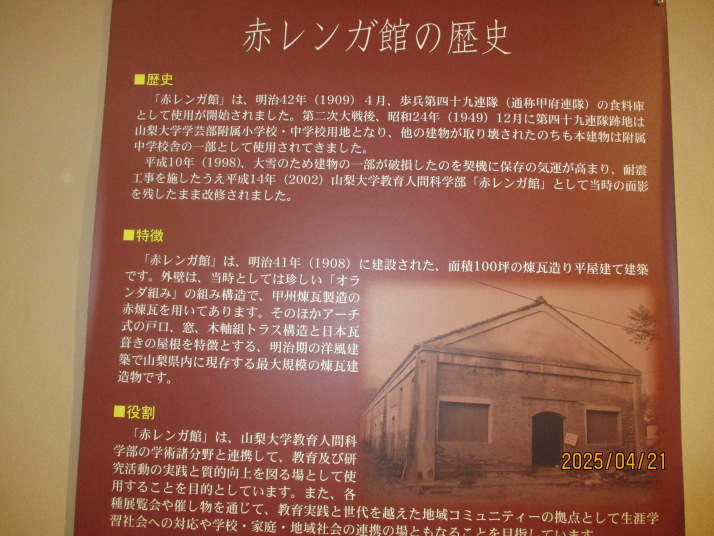 赤レンガ館の歴史
■歴史
「赤レンガ館」は、明治42年（1909）４月、歩兵第四十九連隊（通称甲府連隊）の食料庫
として使用が開始されました。第二次大戦後、昭和24年（1949）12月に第四十九連隊跡地は
山梨大学学芸部附属小学校・中学校用地となり、他の建物が取り壊されたのちも本建物は附属
中学校舎の一部として使用されてきました。
平成10年（1998）、大雪のため建物の一部が破損したのを契機に保存の気運が高まり、耐震
工事を施したうえ平成14年（2002）山梨大学教育人間科学部「赤レンガ館」として当時の面影
を残したまま改修されました。
■特徴
「赤レンガ館」は、明治41年（1908）に建設された、面積100坪の煉瓦造り平屋建て建築
です。外壁は、当時としては珍しい「オラ
ンダ組み」の組み構造で、甲州煉瓦製造の
赤煉瓦を用いてあります。そのほかアーチ
式の戸口、窓、木軸組トラス構造と日本瓦
葺きの屋根を特徴とする、明治期の洋風建
築で山梨県内に現存する最大規模の煉瓦建
造物です。
■役割
「赤レンガ館」は、山梨大学教育人間科
学部の学術諸分野と連携して、教育及び研
究活動の実践と質的向上を図る場として使
用することを目的としています。また、各
種展覧会や催し物を通じて、教育実践と世代を越えた地域コミュニティーの拠点として生涯学
習社会への対応や学校・家庭・地域社会の連携の場ともなることを目指しています。
2025/04/21